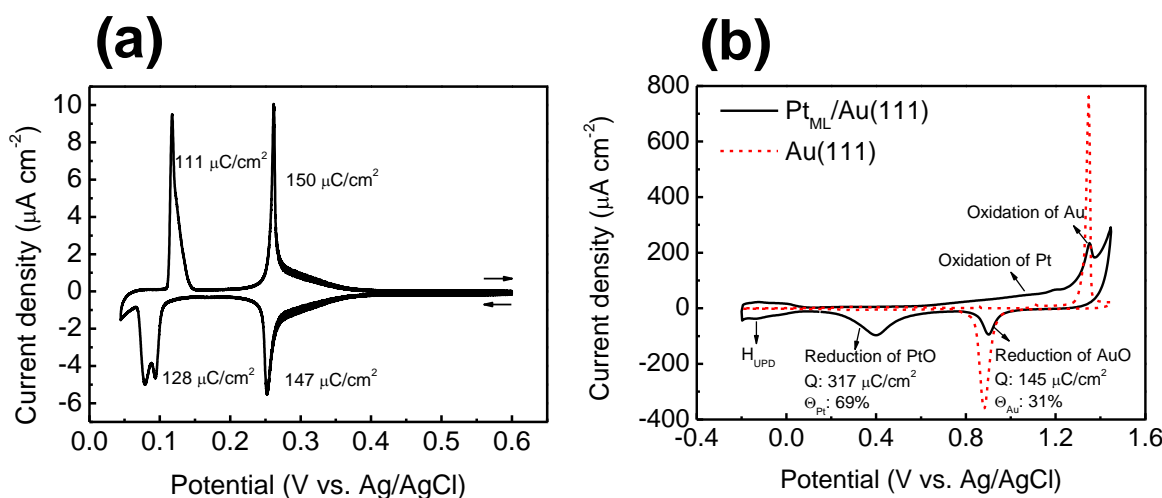 (a)
Current density (μA cm⁻²)
10
8
6
4
2
0
-2
-4
-6
111 μC/cm²
150 μC/cm²
128 μC/cm²
147 μC/cm²
0.0 0.1 0.2 0.3 0.4 0.5 0.6
Potential (V vs. Ag/AgCl)
(b)
Current density (μA cm⁻²)
800
600
400
200
0
-200
-400
Pt_ML/Au(111)
Au(111)
Oxidation of Au
Oxidation of Pt
H_UPD
Reduction of PtO
Q: 317 μC/cm²
Θ_Pt: 69%
Reduction of AuO
Q: 145 μC/cm²
Θ_Au: 31%
-0.4 0.0 0.4 0.8 1.2 1.6
Potential (V vs. Ag/AgCl)